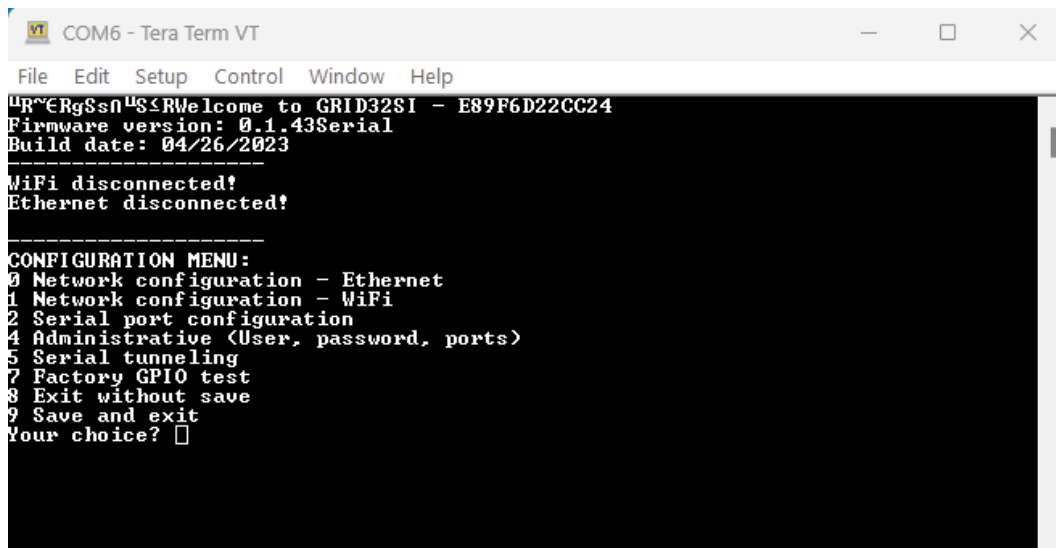 VT COM6 - Tera Term VT
File Edit Setup Control Window Help
Welcome to GRID32SI - E89F6D22CC24
Firmware version: 0.1.43Serial
Build date: 04/26/2023
--------------------
WiFi disconnected!
Ethernet disconnected!
--------------------
CONFIGURATION MENU:
0 Network configuration - Ethernet
1 Network configuration - WiFi
2 Serial port configuration
4 Administrative (User, password, ports)
5 Serial tunneling
7 Factory GPIO test
8 Exit without save
9 Save and exit
Your choice?